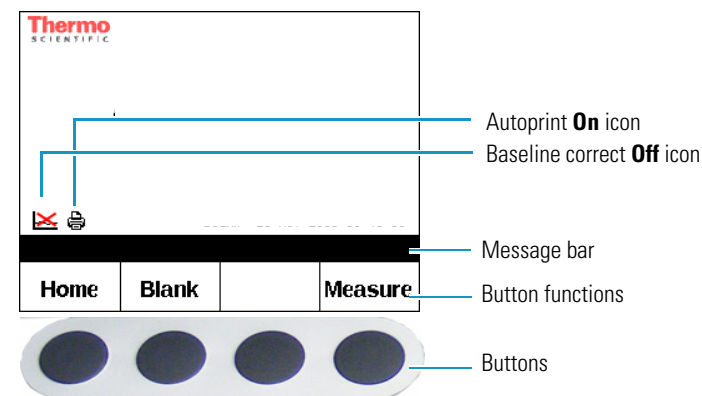 Thermo
SCIENTIFIC
Autoprint On icon
Baseline correct Off icon
Message bar
Home Blank Measure
Button functions
Buttons